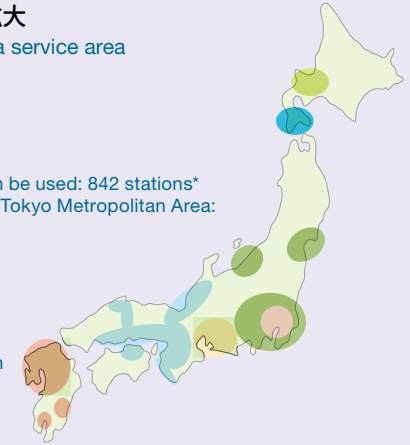 大
a service area
n be used: 842 stations*
Tokyo Metropolitan Area:
n